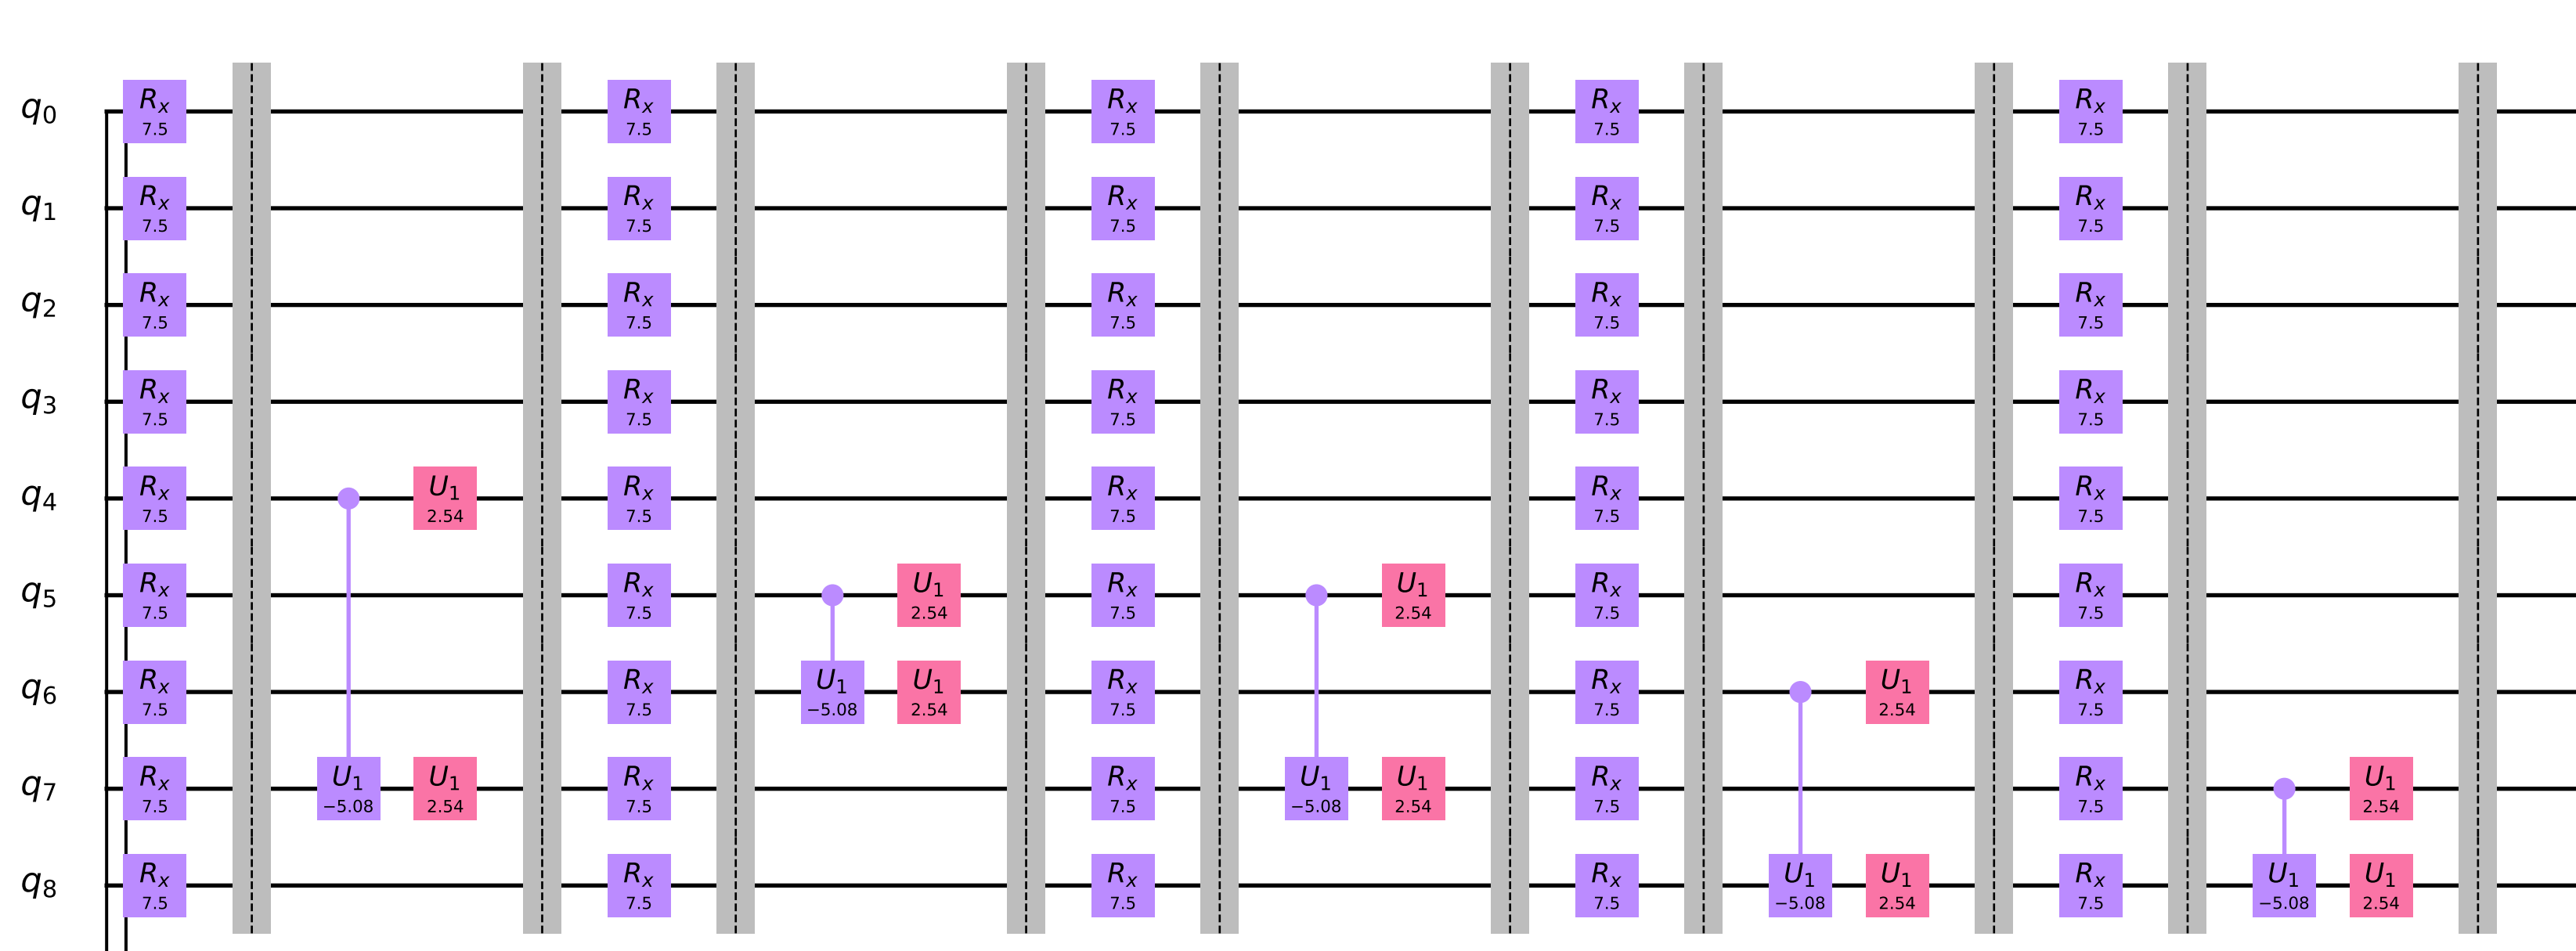 q0 Rx Rx Rx Rx Rx
7.5 7.5 7.5 7.5 7.5
q1 Rx Rx Rx Rx Rx
7.5 7.5 7.5 7.5 7.5
q2 Rx Rx Rx Rx Rx
7.5 7.5 7.5 7.5 7.5
q3 Rx Rx Rx Rx Rx
7.5 7.5 7.5 7.5 7.5
q4 Rx U1 Rx Rx Rx Rx
7.5 2.54 7.5 7.5 7.5 7.5
q5 Rx Rx U1 Rx U1 Rx Rx
7.5 7.5 2.54 7.5 2.54 7.5 7.5
q6 Rx Rx U1 U1 Rx Rx U1 Rx
7.5 7.5 −5.08 2.54 7.5 7.5 2.54 7.5
q7 Rx U1 U1 Rx Rx U1 U1 Rx Rx U1
7.5 −5.08 2.54 7.5 7.5 −5.08 2.54 7.5 7.5 2.54
q8 Rx Rx Rx Rx U1 U1 Rx U1 U1
7.5 7.5 7.5 7.5 −5.08 2.54 7.5 −5.08 2.54